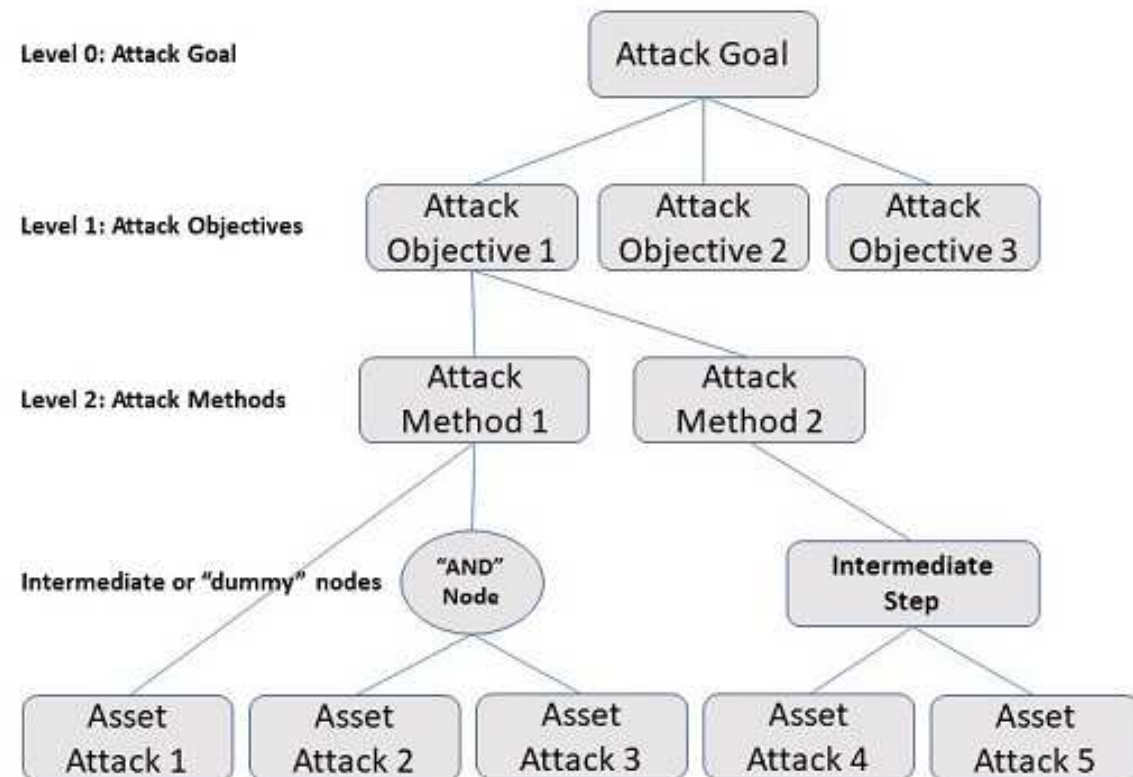 Level 0: Attack Goal
Attack Goal
Level 1: Attack Objectives
Attack
Objective 1
Attack
Objective 2
Attack
Objective 3
Level 2: Attack Methods
Attack
Method 1
Attack
Method 2
Intermediate or “dummy” nodes
“AND”
Node
Intermediate
Step
Asset
Attack 1
Asset
Attack 2
Asset
Attack 3
Asset
Attack 4
Asset
Attack 5